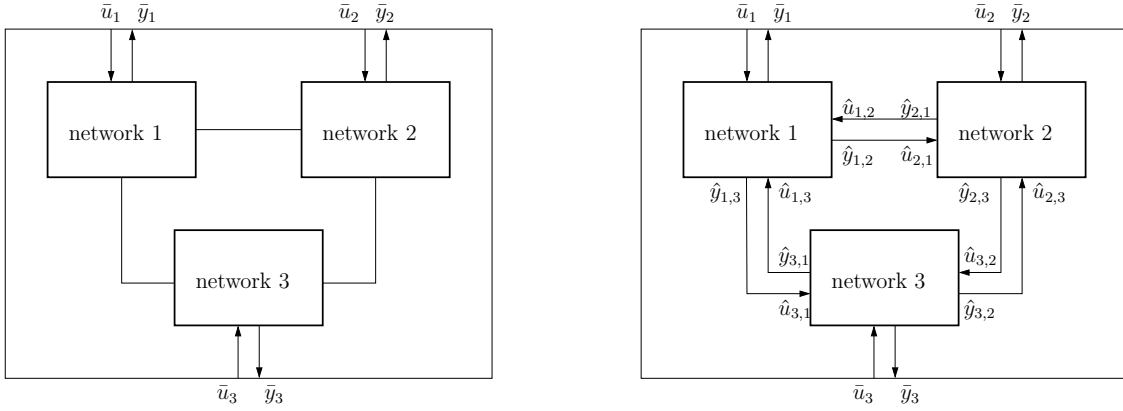 ū₁ ȳ₁ ū₂ ȳ₂
network 1 network 2
network 3
ū₃ ȳ₃
ū₁ ȳ₁ ū₂ ȳ₂
û₁,₂ ŷ₂,₁
network 1 network 2
ŷ₁,₂ û₂,₁
ŷ₁,₃ û₁,₃ ŷ₂,₃ û₂,₃
ŷ₃,₁ û₃,₂
network 3
û₃,₁ ŷ₃,₂
ū₃ ȳ₃